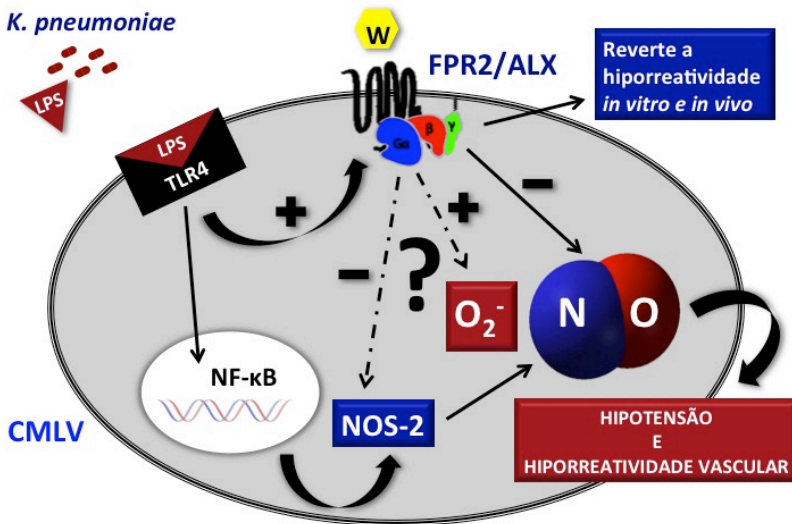 K. pneumoniae
LPS
W
FPR2/ALX
Reverte a
hiporreatividade
in vitro e in vivo
LPS
TLR4
Gα
β
γ
+
+
−
−
?
O₂⁻
N O
NF-κB
NOS-2
CMLV
HIPOTENSÃO
E
HIPORREATIVIDADE VASCULAR